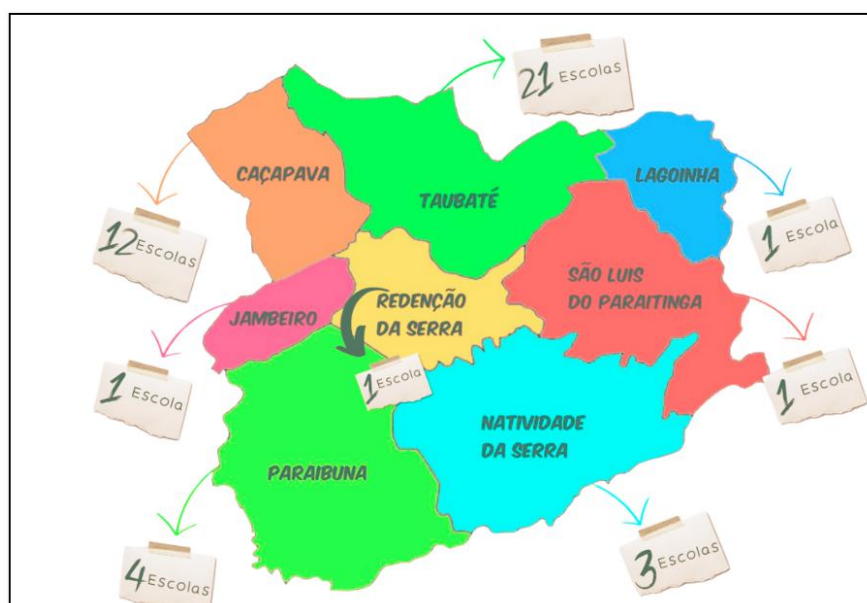 21 Escolas
CAÇAPAVA
TAUBATÉ
LAGOINHA
12 Escolas
1 Escola
SÃO LUIS
DO PARAITINGA
REDENÇÃO
DA SERRA
JAMBEIRO
1 Escola
1 Escola
1 Escola
NATIVIDADE
DA SERRA
PARAIBUNA
4 Escolas
3 Escolas